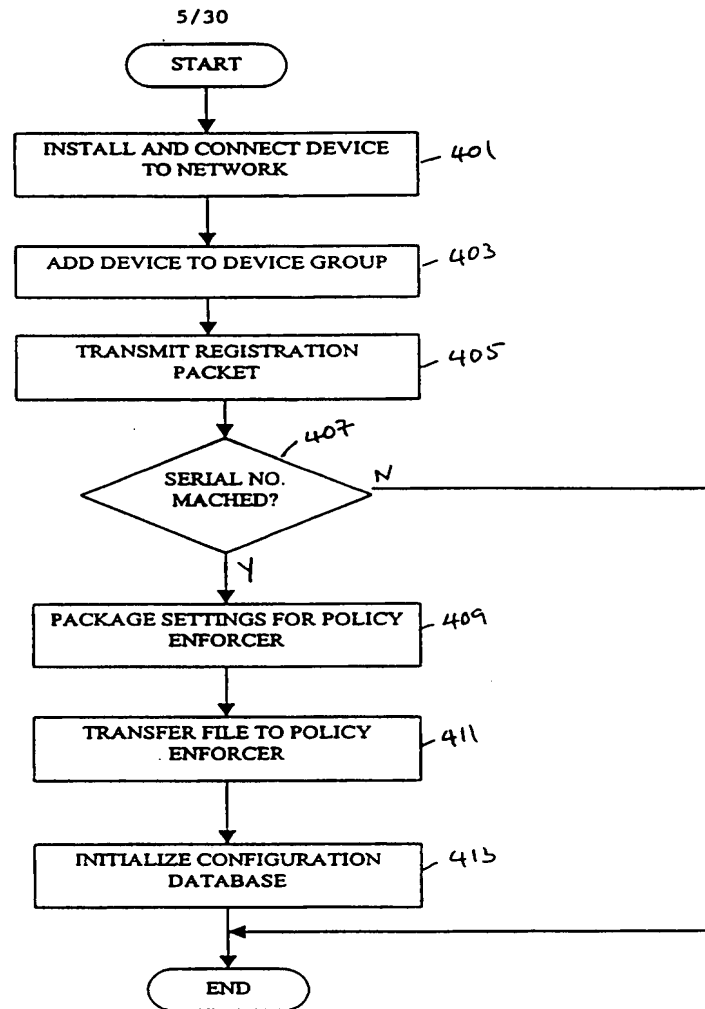 5/30
START
INSTALL AND CONNECT DEVICE
TO NETWORK
401
ADD DEVICE TO DEVICE GROUP
403
TRANSMIT REGISTRATION
PACKET
405
407
SERIAL NO.
MACHED?
N
Y
PACKAGE SETTINGS FOR POLICY
ENFORCER
409
TRANSFER FILE TO POLICY
ENFORCER
411
INITIALIZE CONFIGURATION
DATABASE
413
END